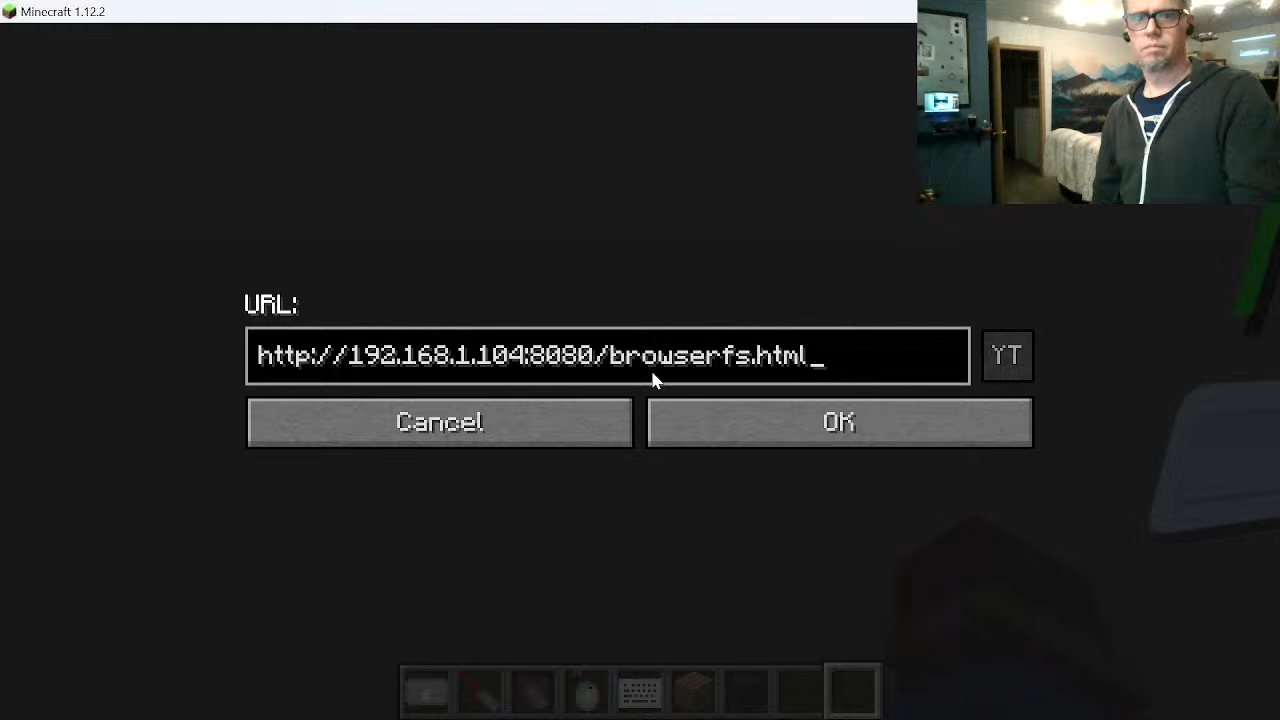 Minecraft 1.12.2
URL:
http://192.168.1.104:8080/browserfs.html_
YT
Cancel
OK